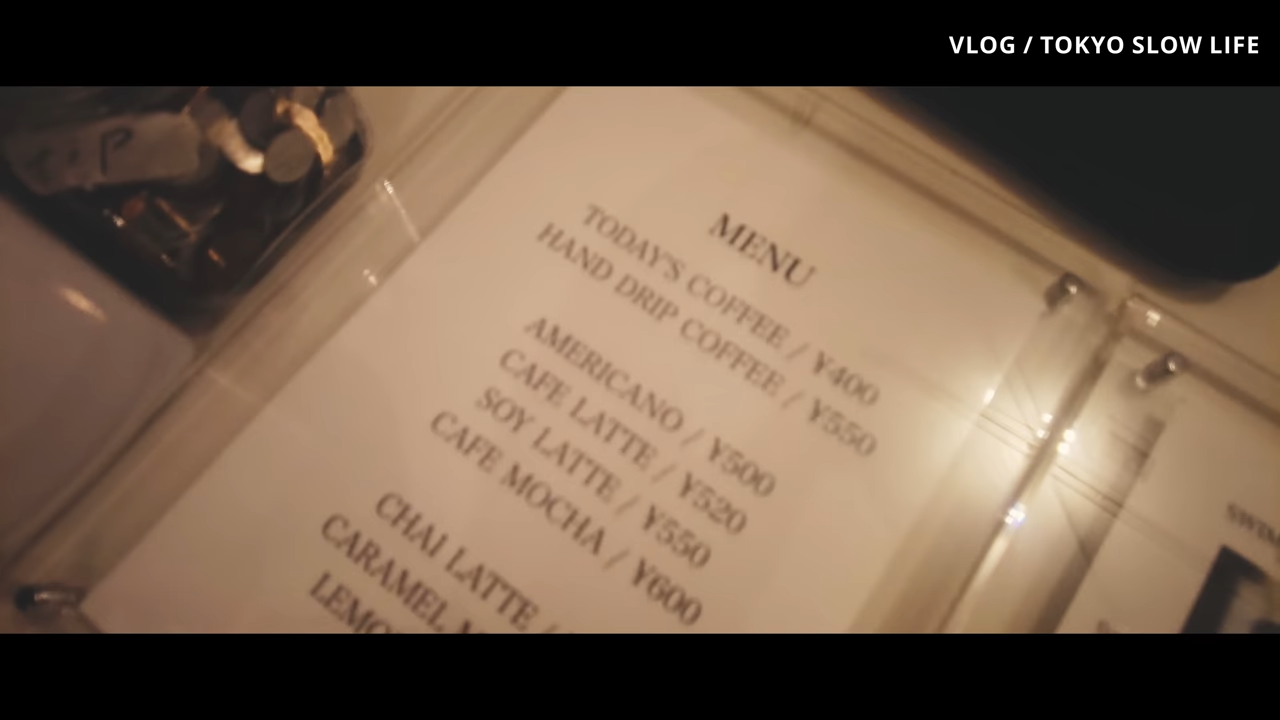 VLOG / TOKYO SLOW LIFE
MENU
TODAY'S COFFEE / ¥400
HAND DRIP COFFEE / ¥550
AMERICANO / ¥500
CAFE LATTE / ¥520
SOY LATTE / ¥550
CAFE MOCHA / ¥600
CHAI LATTE /
CARAMEL